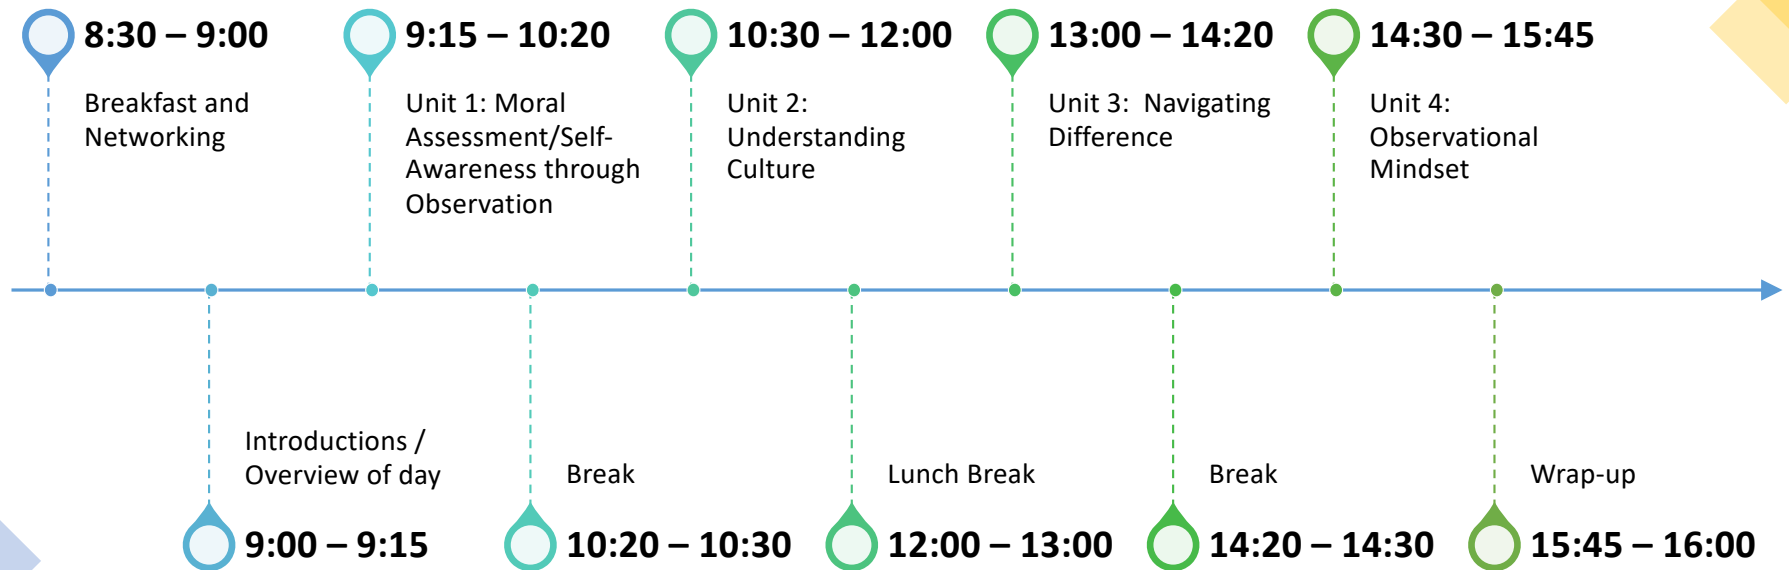 8:30 – 9:00
Breakfast and
Networking
9:00 – 9:15
Introductions /
Overview of day
9:15 – 10:20
Unit 1: Moral
Assessment/Self-
Awareness through
Observation
10:20 – 10:30
Break
10:30 – 12:00
Unit 2:
Understanding
Culture
12:00 – 13:00
Lunch Break
13:00 – 14:20
Unit 3:  Navigating
Difference
14:20 – 14:30
Break
14:30 – 15:45
Unit 4:
Observational
Mindset
15:45 – 16:00
Wrap-up